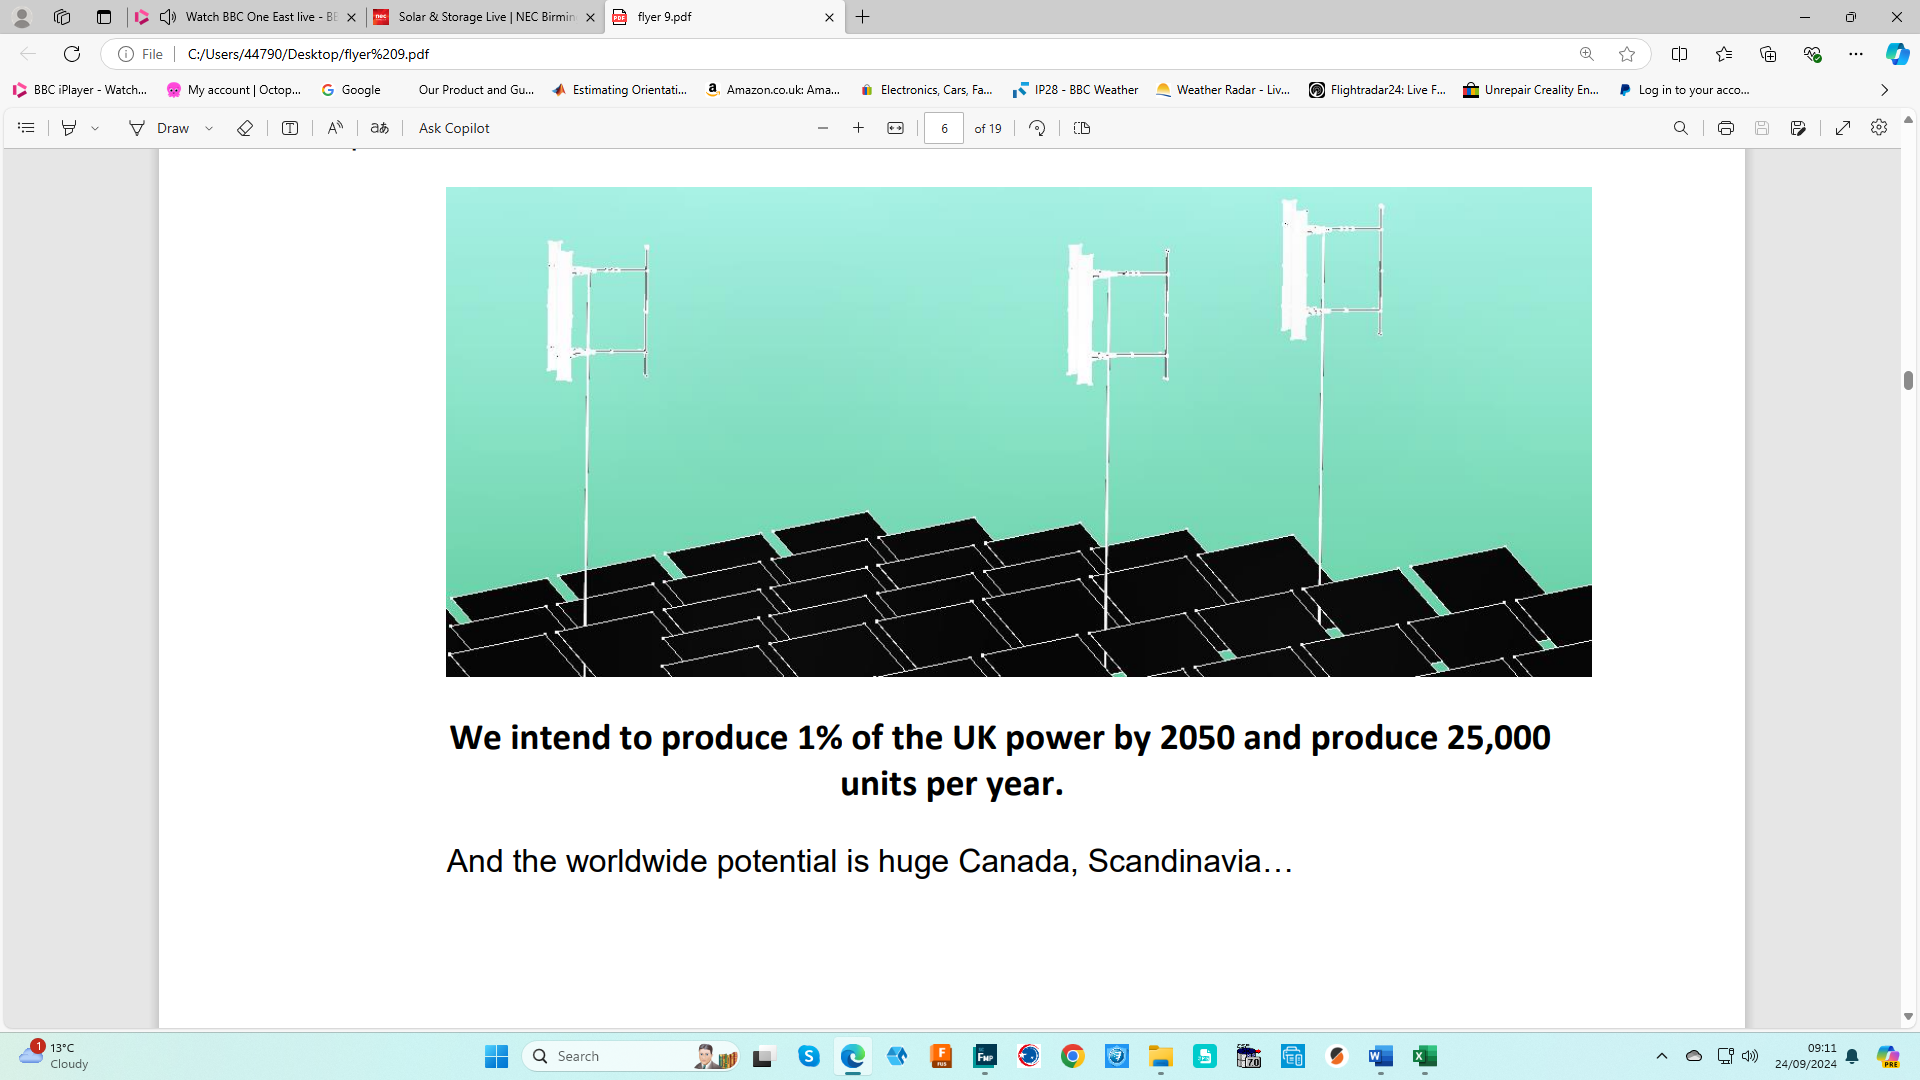 Watch BBC One East live - BE
Solar & Storage Live | NEC Birmin
flyer 9.pdf
File
C:/Users/44790/Desktop/flyer%209.pdf
BBC iPlayer - Watch...
My account | Octop...
Google
Our Product and Gu...
Estimating Orientati...
Amazon.co.uk: Ama...
Electronics, Cars, Fa...
IP28 - BBC Weather
Weather Radar - Liv...
Flightradar24: Live F...
Unrepair Creality En...
Log in to your acco...
Draw
Ask Copilot
6 of 19
We intend to produce 1% of the UK power by 2050 and produce 25,000
units per year.
And the worldwide potential is huge Canada, Scandinavia…
1
13°C
Cloudy
Search
09:11
24/09/2024